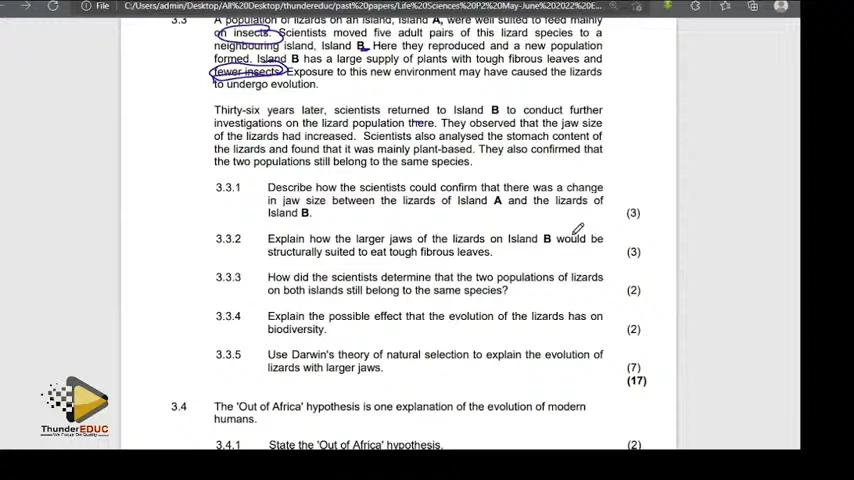 File
C:/Users/admin/Desktop/All%20Desktop/thundereduc/past%20papers/Life%20Sciences%20P2%20May-June%202022%20E...
3.3 A population of lizards on an island, Island A, were well suited to feed mainly
on insects. Scientists moved five adult pairs of this lizard species to a
neighbouring island, Island B. Here they reproduced and a new population
formed. Island B has a large supply of plants with tough fibrous leaves and
fewer insects. Exposure to this new environment may have caused the lizards
to undergo evolution.
Thirty-six years later, scientists returned to Island B to conduct further
investigations on the lizard population there. They observed that the jaw size
of the lizards had increased. Scientists also analysed the stomach content of
the lizards and found that it was mainly plant-based. They also confirmed that
the two populations still belong to the same species.
3.3.1 Describe how the scientists could confirm that there was a change
in jaw size between the lizards of Island A and the lizards of
Island B. (3)
3.3.2 Explain how the larger jaws of the lizards on Island B would be
structurally suited to eat tough fibrous leaves. (3)
3.3.3 How did the scientists determine that the two populations of lizards
on both islands still belong to the same species? (2)
3.3.4 Explain the possible effect that the evolution of the lizards has on
biodiversity. (2)
3.3.5 Use Darwin's theory of natural selection to explain the evolution of
lizards with larger jaws. (7)
(17)
3.4 The 'Out of Africa' hypothesis is one explanation of the evolution of modern
humans.
3.4.1 State the 'Out of Africa' hypothesis. (2)
ThunderEDUC
We Focus On Quality